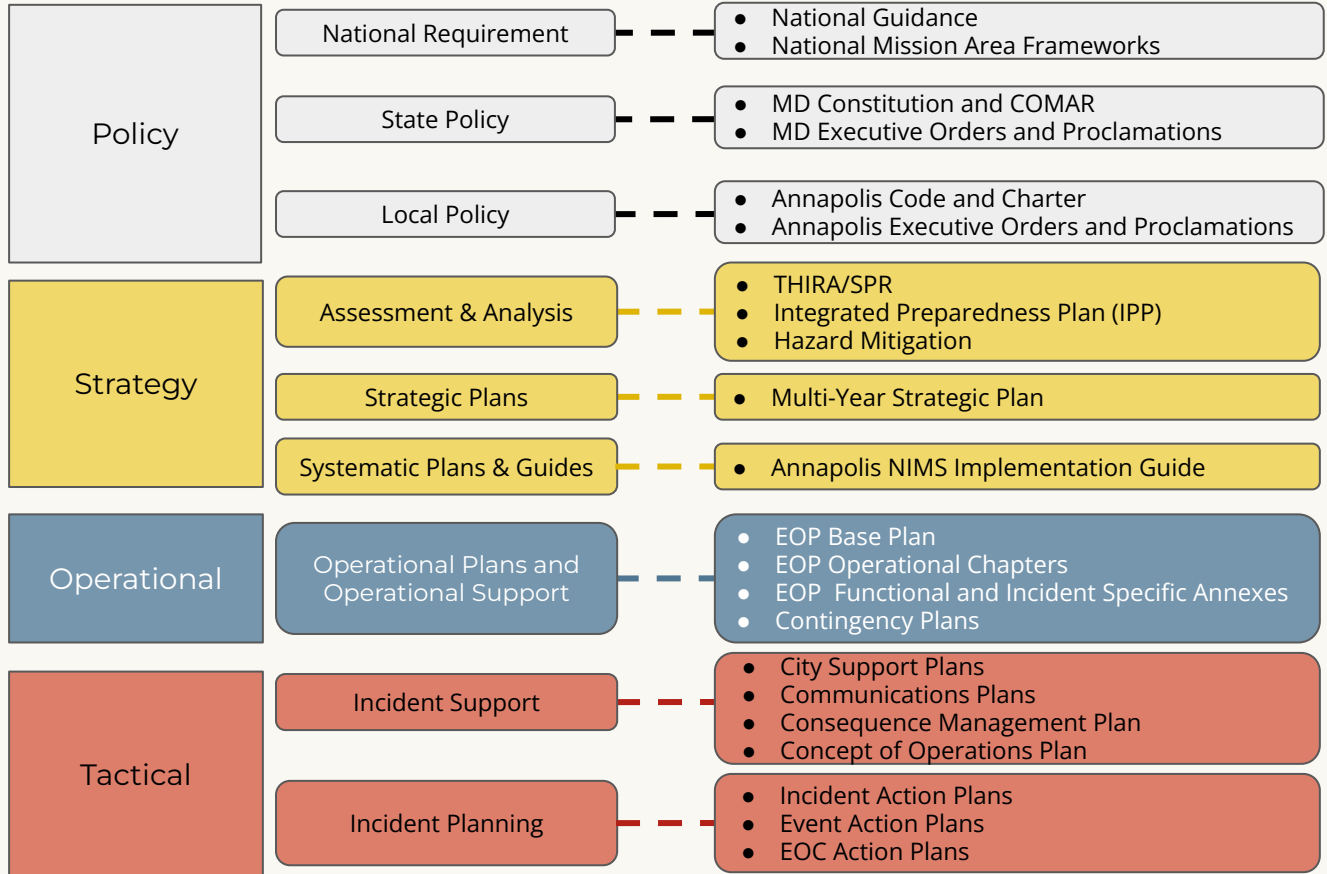 Policy
National Requirement
● National Guidance
● National Mission Area Frameworks
State Policy
● MD Constitution and COMAR
● MD Executive Orders and Proclamations
Local Policy
● Annapolis Code and Charter
● Annapolis Executive Orders and Proclamations
Strategy
Assessment & Analysis
● THIRA/SPR
● Integrated Preparedness Plan (IPP)
● Hazard Mitigation
Strategic Plans
● Multi-Year Strategic Plan
Systematic Plans & Guides
● Annapolis NIMS Implementation Guide
Operational
Operational Plans and
Operational Support
● EOP Base Plan
● EOP Operational Chapters
● EOP  Functional and Incident Specific Annexes
● Contingency Plans
Tactical
Incident Support
● City Support Plans
● Communications Plans
● Consequence Management Plan
● Concept of Operations Plan
Incident Planning
● Incident Action Plans
● Event Action Plans
● EOC Action Plans